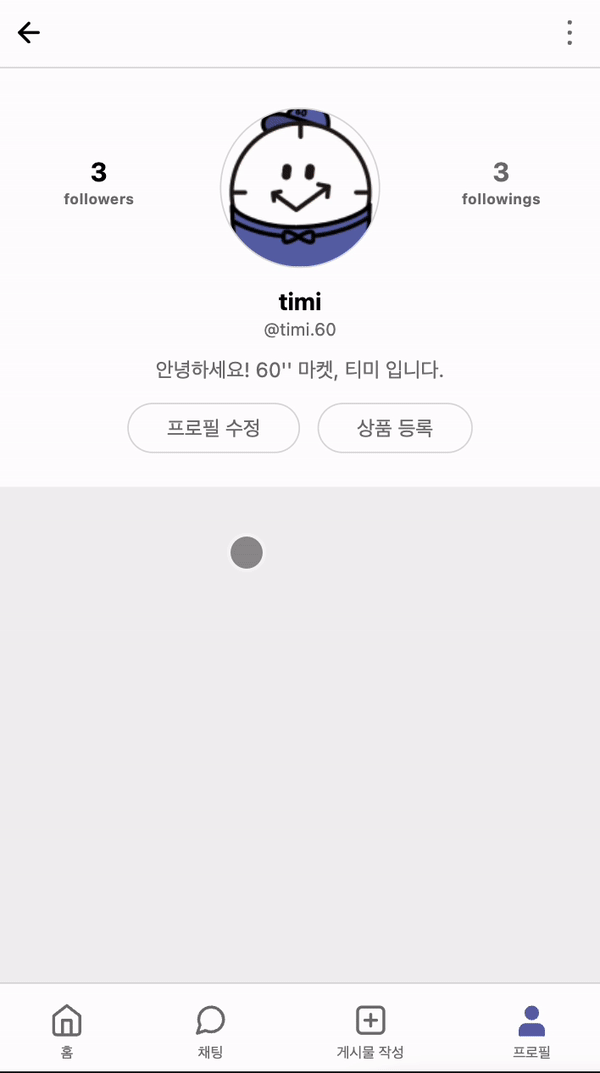 60
3
followers
3
followings
timi
@timi.60
안녕하세요! 60'' 마켓, 티미 입니다.
프로필 수정
상품 등록
홈
채팅
게시물 작성
프로필